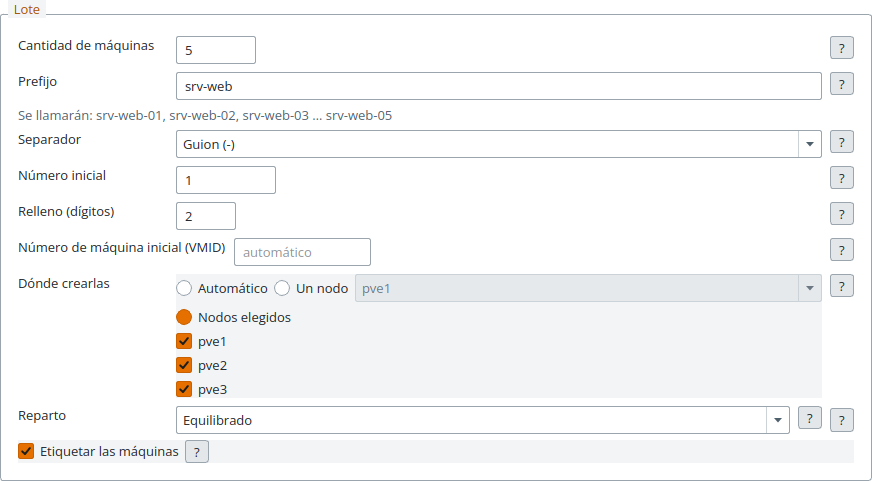 Lote
Cantidad de máquinas 5 ?
Prefijo srv-web ?
Se llamarán: srv-web-01, srv-web-02, srv-web-03 ... srv-web-05
Separador Guion (-) ?
Número inicial 1 ?
Relleno (dígitos) 2 ?
Número de máquina inicial (VMID) automático ?
Dónde crearlas Automático Un nodo pve1 ?
Nodos elegidos
pve1
pve2
pve3
Reparto Equilibrado ? ?
Etiquetar las máquinas ?